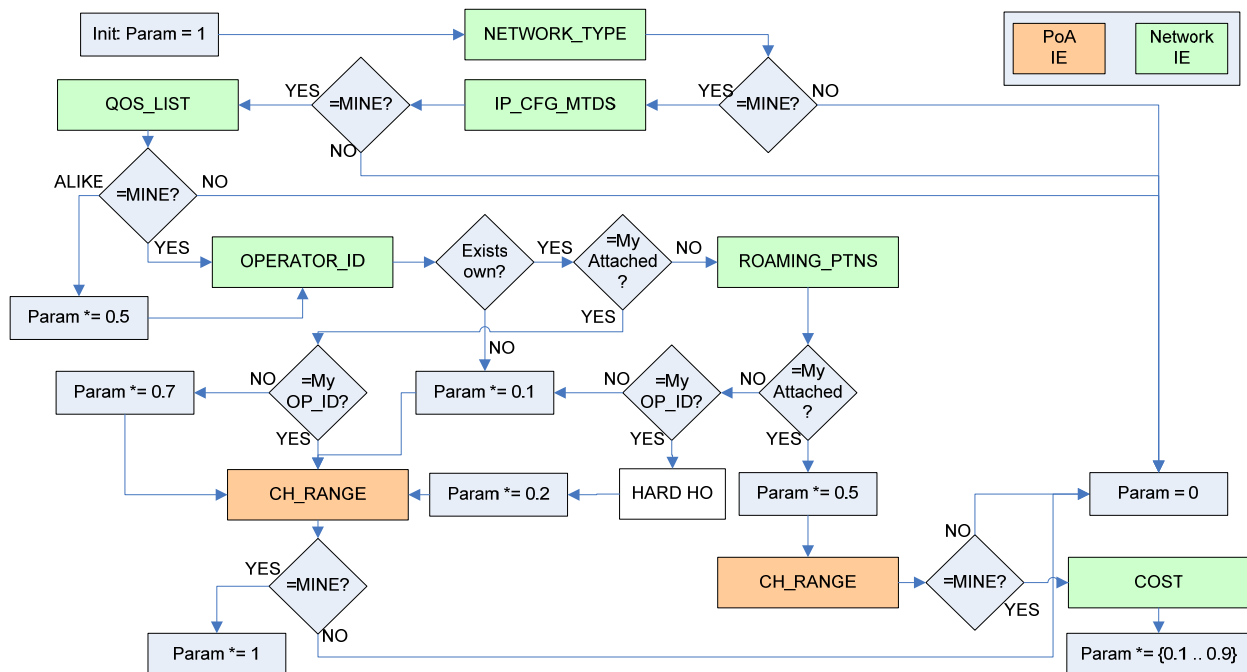 Init: Param = 1
NETWORK_TYPE
PoA
IE
Network
IE
QOS_LIST
YES
=MINE?
NO
IP_CFG_MTDS
YES
=MINE?
NO
ALIKE
=MINE?
NO
YES
OPERATOR_ID
Exists
own?
YES
NO
=My
Attached
?
NO
YES
ROAMING_PTNS
Param *= 0.5
Param *= 0.7
NO
=My
OP_ID?
YES
Param *= 0.1
NO
=My
OP_ID?
YES
NO
=My
Attached
?
YES
CH_RANGE
Param *= 0.2
HARD HO
Param *= 0.5
Param = 0
YES
=MINE?
NO
CH_RANGE
NO
=MINE?
YES
COST
Param *= 1
Param *= {0.1 .. 0.9}